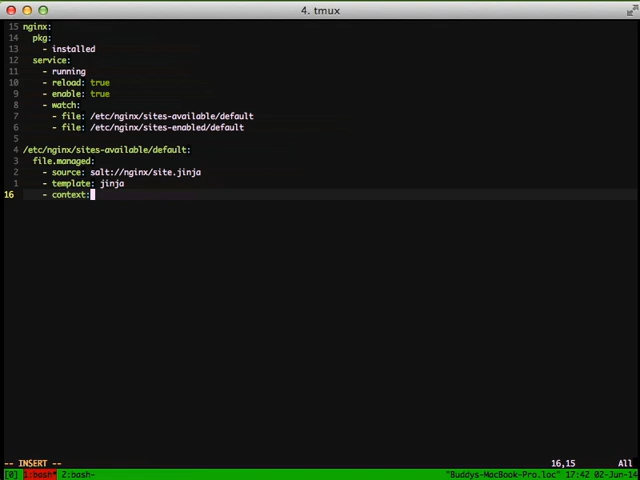 4. tmux
15 nginx:
14 pkg:
13 - installed
12 service:
11 - running
10 - reload: true
9 - enable: true
8 - watch:
7 - file: /etc/nginx/sites-available/default
6 - file: /etc/nginx/sites-enabled/default
5
4 /etc/nginx/sites-available/default:
3 file.managed:
2 - source: salt://nginx/site.jinja
1 - template: jinja
16 - context:
-- INSERT -- 16,15 All
[0] 1:bash* 2:bash- "Buddys-MacBook-Pro.loc" 17:42 02-Jun-14